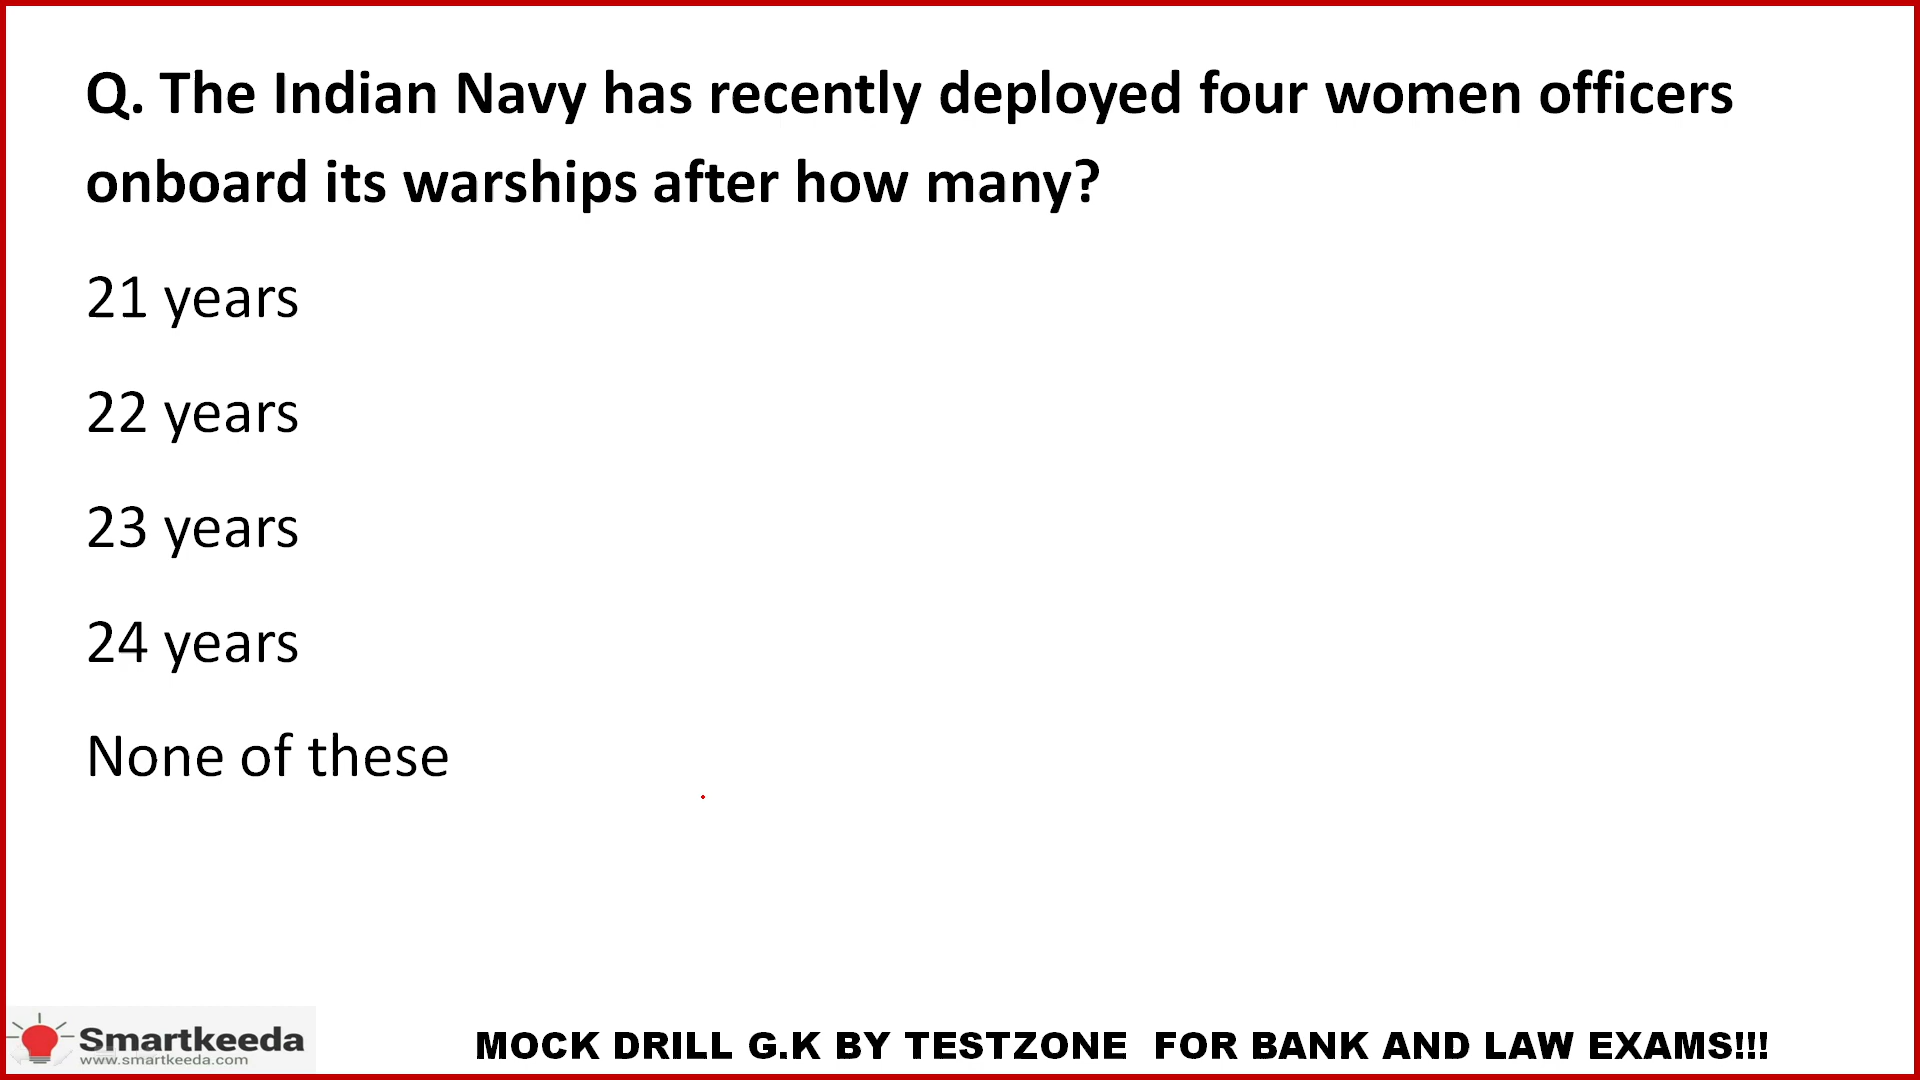 Q. The Indian Navy has recently deployed four women officers
onboard its warships after how many?
21 years
22 years
23 years
24 years
None of these
Smartkeeda
www.smartkeeda.com
MOCK DRILL G.K BY TESTZONE FOR BANK AND LAW EXAMS!!!